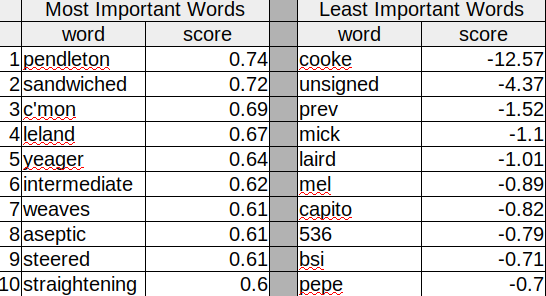 Most Important Words Least Important Words
word score word score
1 pendleton 0.74 cooke -12.57
2 sandwiched 0.72 unsigned -4.37
3 c'mon 0.69 prev -1.52
4 leland 0.67 mick -1.1
5 yeager 0.64 laird -1.01
6 intermediate 0.62 mel -0.89
7 weaves 0.61 capito -0.82
8 aseptic 0.61 536 -0.79
9 steered 0.61 bsi -0.71
10 straightening 0.6 pepe -0.7